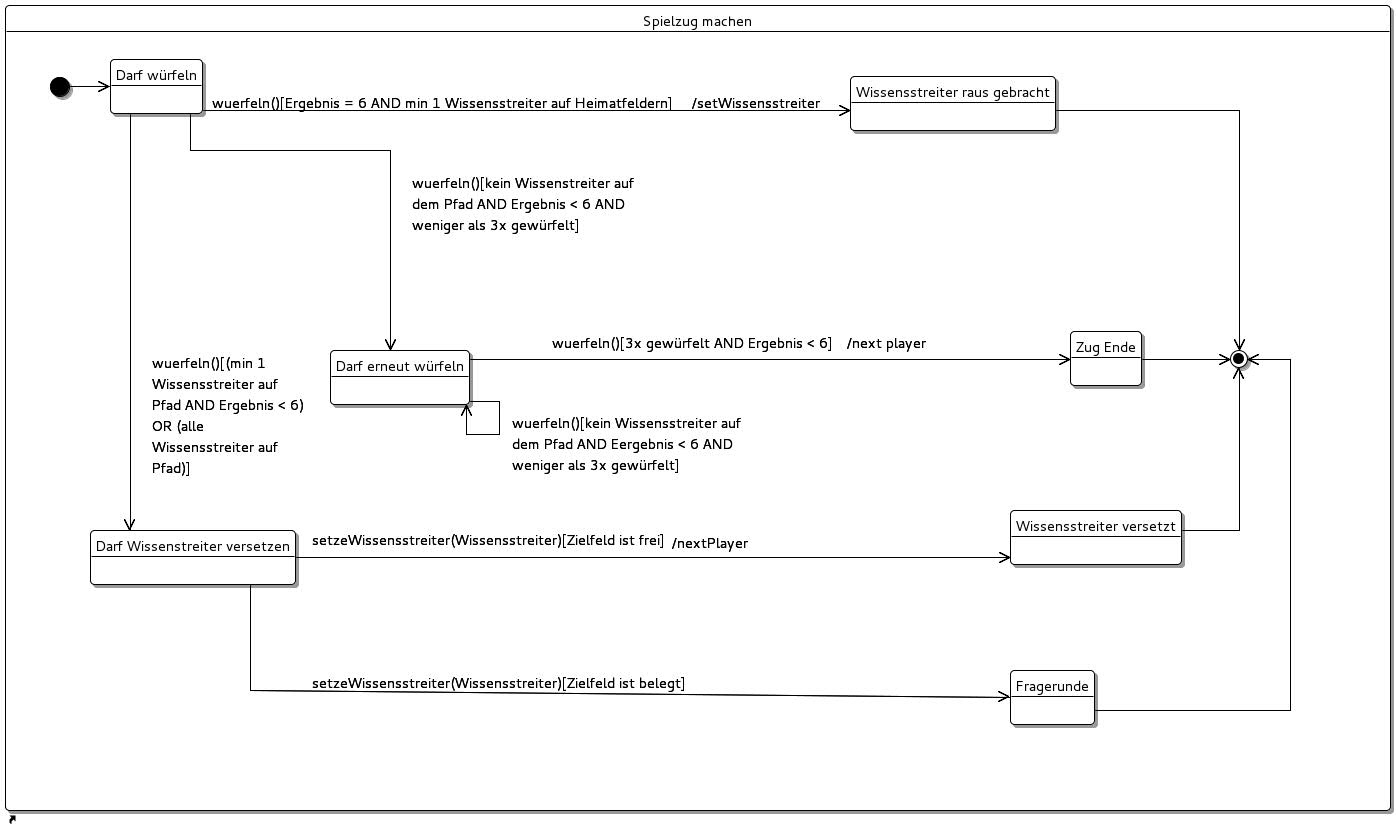 Spielzug machen
Darf würfeln
wuerfeln()[Ergebnis = 6 AND min 1 Wissensstreiter auf Heimatfeldern] /setWissensstreiter
Wissensstreiter raus gebracht
wuerfeln()[kein Wissenstreiter auf
dem Pfad AND Ergebnis < 6 AND
weniger als 3x gewürfelt]
wuerfeln()[(min 1
Wissensstreiter auf
Pfad AND Ergebnis < 6)
OR (alle
Wissensstreiter auf
Pfad)]
Darf erneut würfeln
wuerfeln()[3x gewürfelt AND Ergebnis < 6] /next player
Zug Ende
wuerfeln()[kein Wissenstreiter auf
dem Pfad AND Eergebnis < 6 AND
weniger als 3x gewürfelt]
Darf Wissenstreiter versetzen
setzeWissensstreiter(Wissenstreiter)[Zielfeld ist frei] /nextPlayer
Wissensstreiter versetzt
setzeWissensstreiter(Wissensstreiter)[Zielfeld ist belegt]
Fragerunde